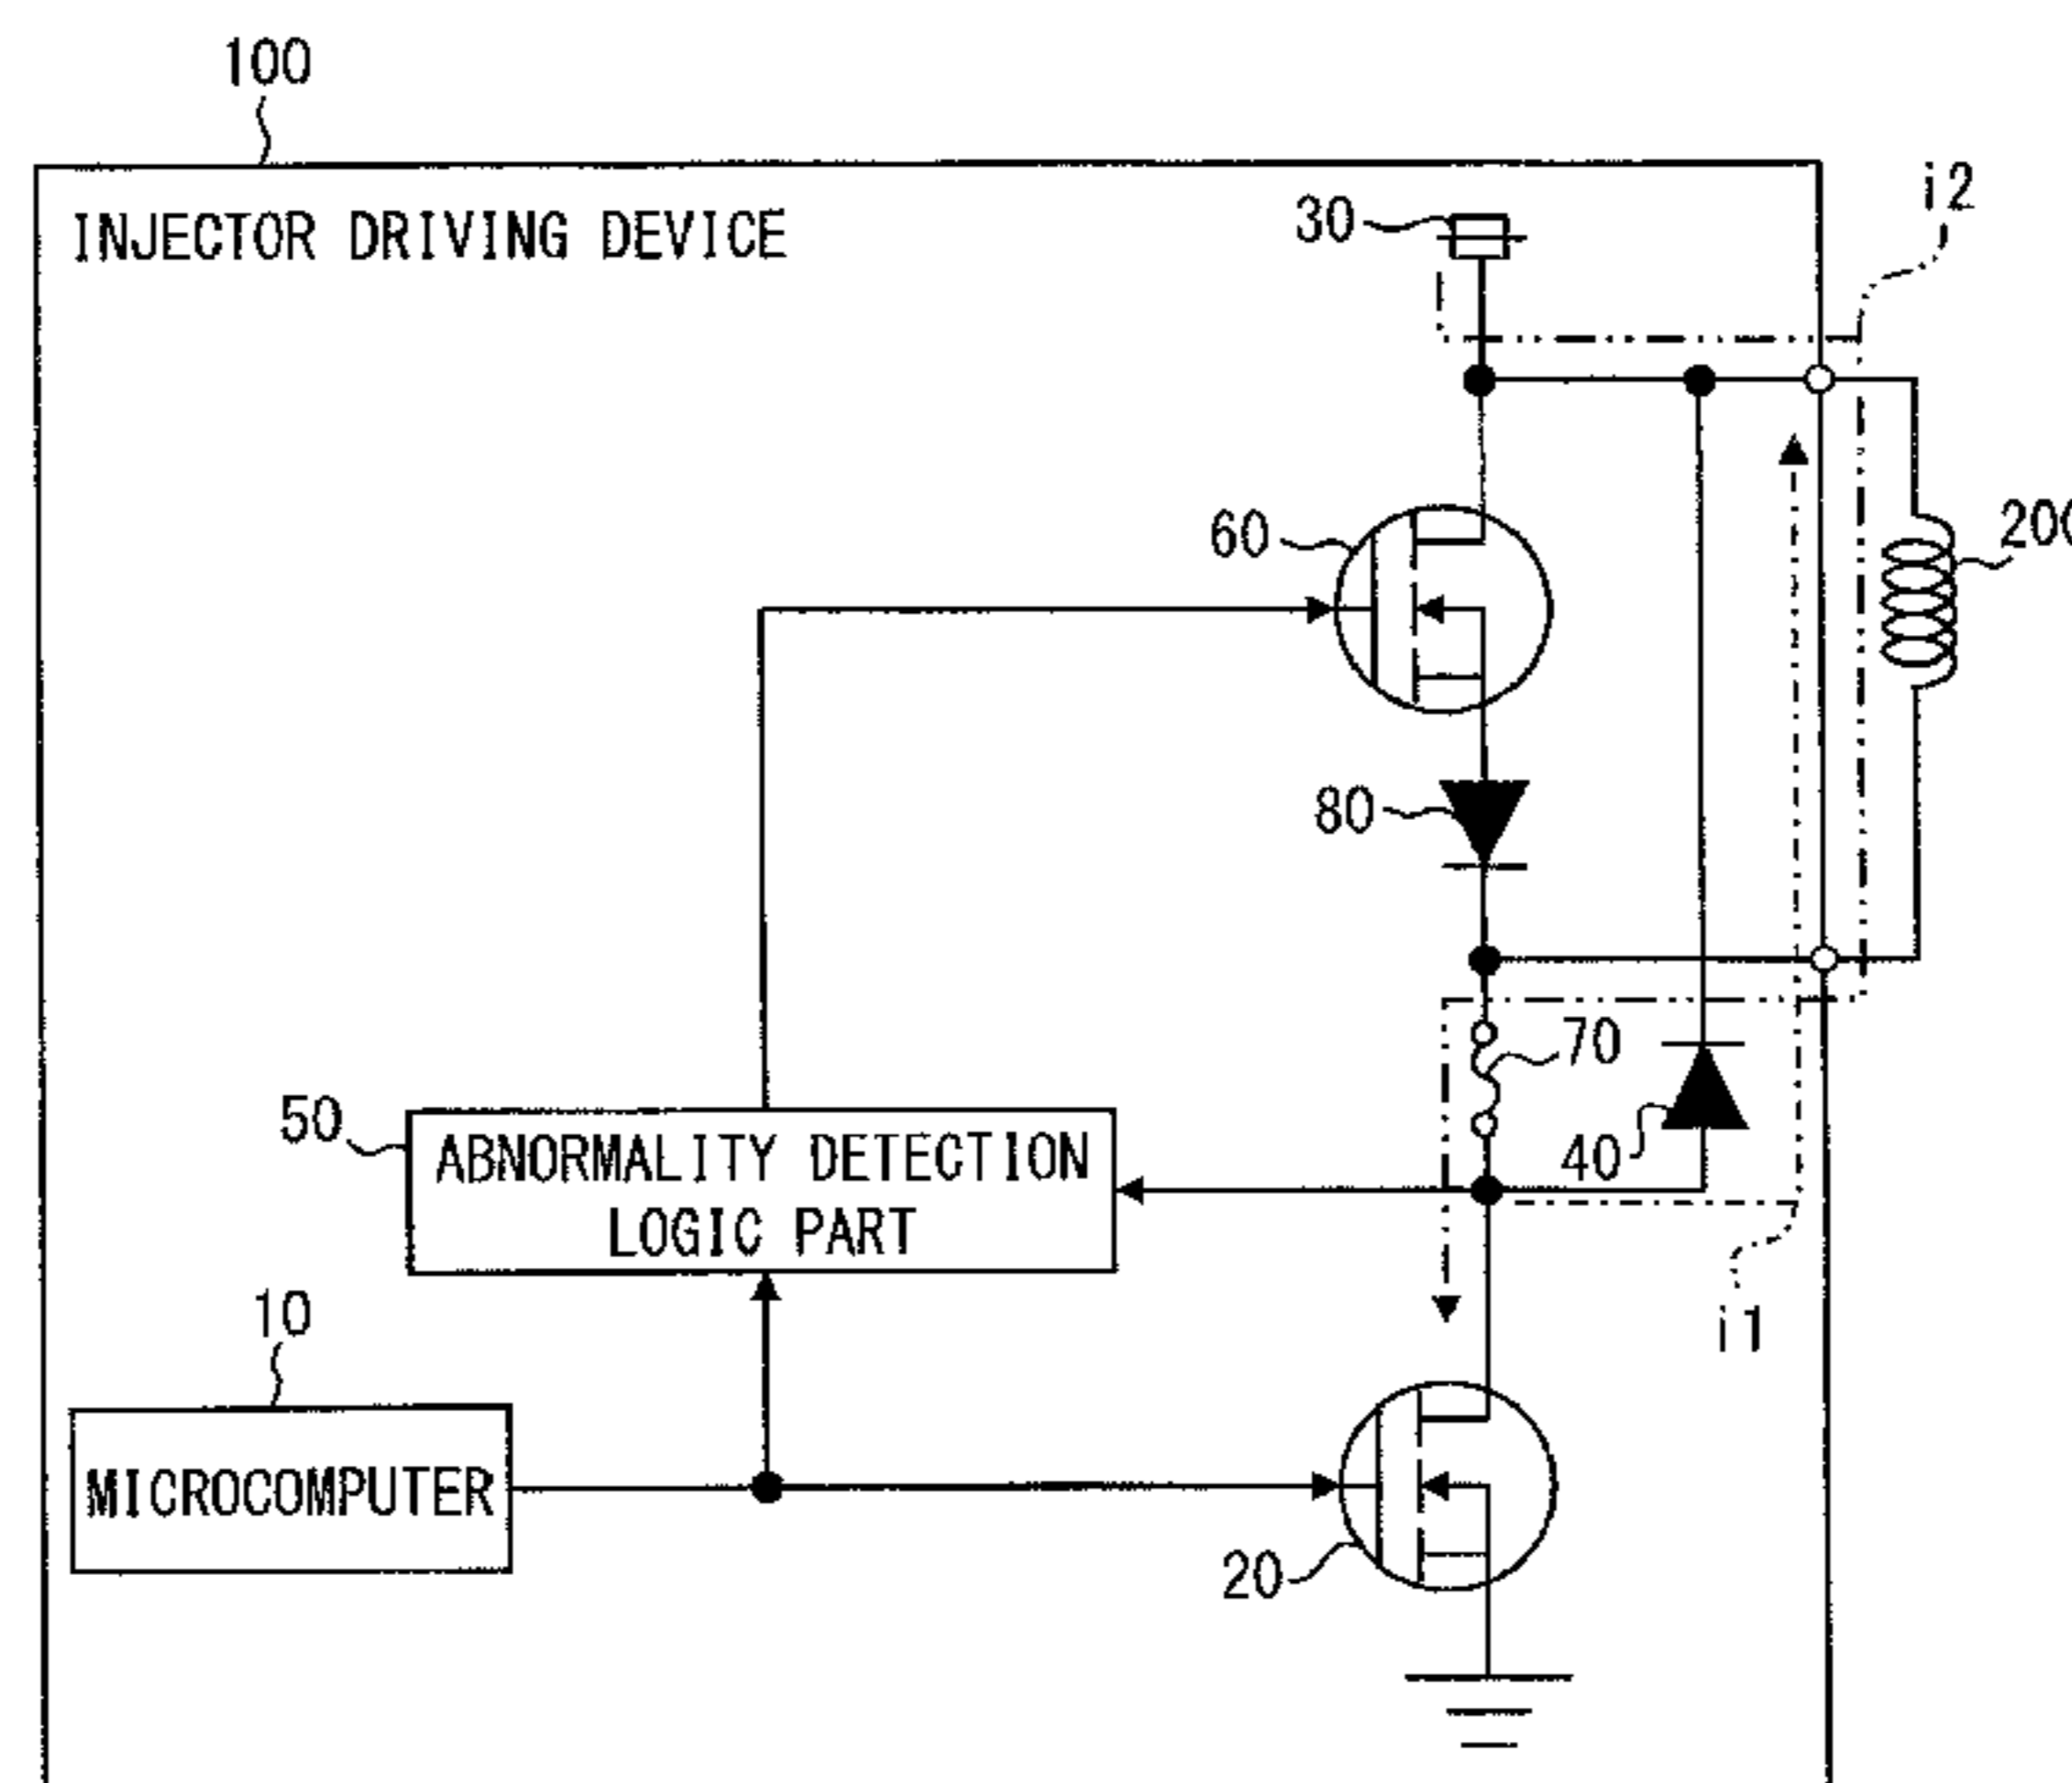 100
INJECTOR DRIVING DEVICE
30
i2
60
200
80
70
50
ABNORMALITY DETECTION
LOGIC PART
40
10
i1
MICROCOMPUTER
20